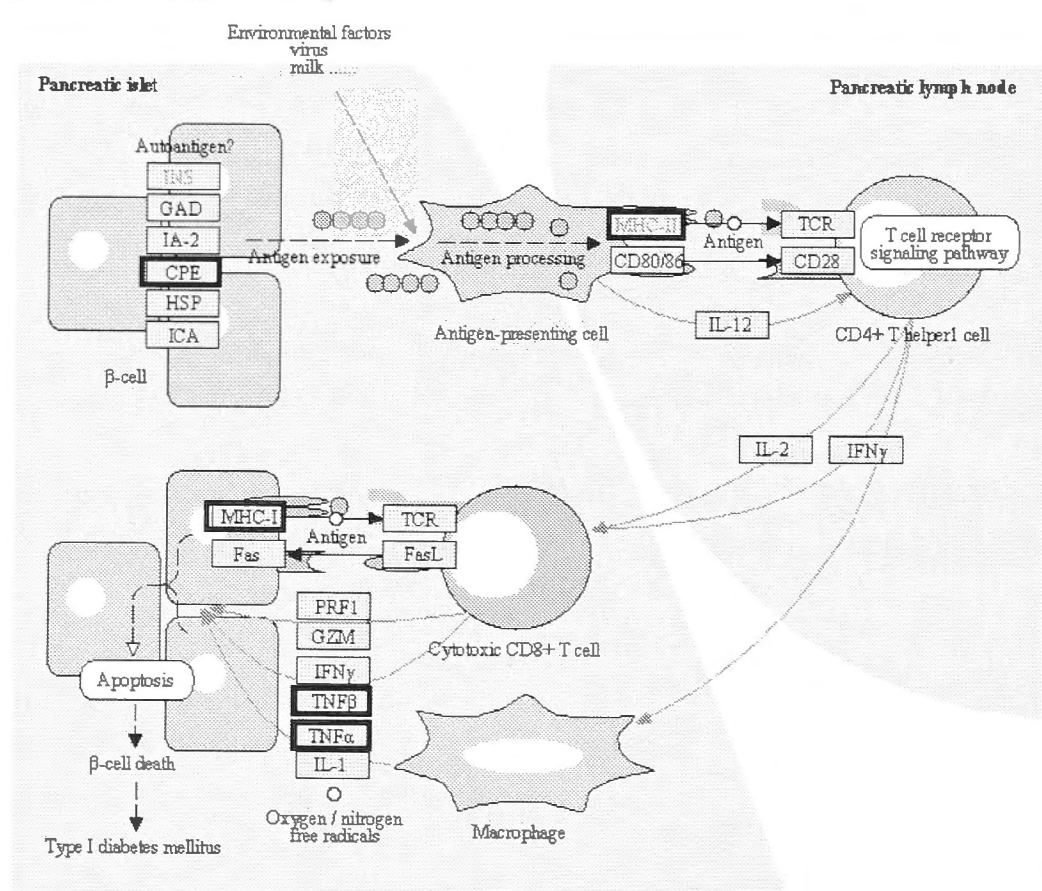 Environmental factors
virus
milk ......
Pancreatic islet
Pancreatic lymph node
Autoantigen?
INS
GAD
IA-2
CPE
HSP
ICA
β-cell
Antigen exposure
Antigen processing
MHC-II
CD80/86
Antigen
TCR
CD28
T cell receptor
signaling pathway
Antigen-presenting cell
IL-12
CD4+ T helper1 cell
IL-2
IFNγ
MHC-I
Fas
Antigen
TCR
FasL
PRF1
GZM
IFNγ
TNFβ
TNFα
IL-1
Cytotoxic CD8+ T cell
Apoptosis
β-cell death
Type I diabetes mellitus
Oxygen / nitrogen
free radicals
Macrophage